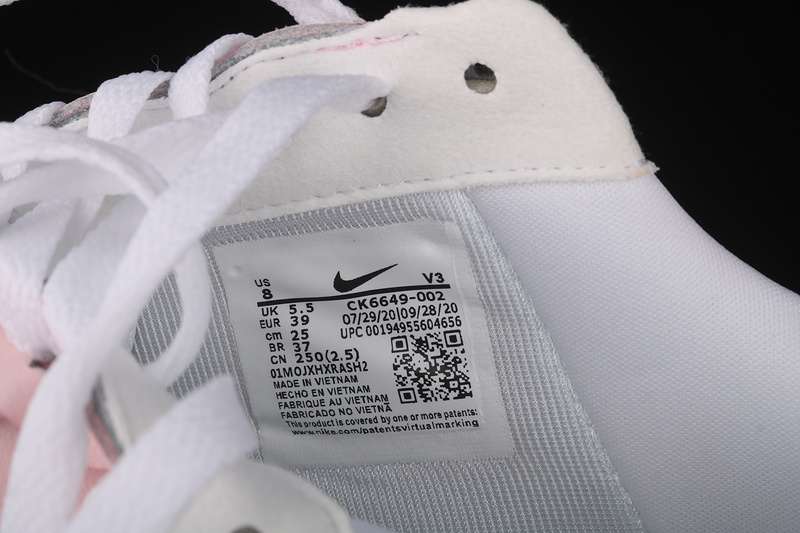 US
8
V3
CK6649-002
UK 5.5
07/29/20|09/28/20
EUR 39
UPC 00194955604656
cm 25
BR 37
CN 250(2.5)
01MOJXHXRASH2
MADE IN VIETNAM
HECHO EN VIETNAM
FABRIQUE AU VIETNAM
FABRICADO NO VIETNÃ
This product is covered by one or more patents:
www.nike.com/patentsvirtualmarking